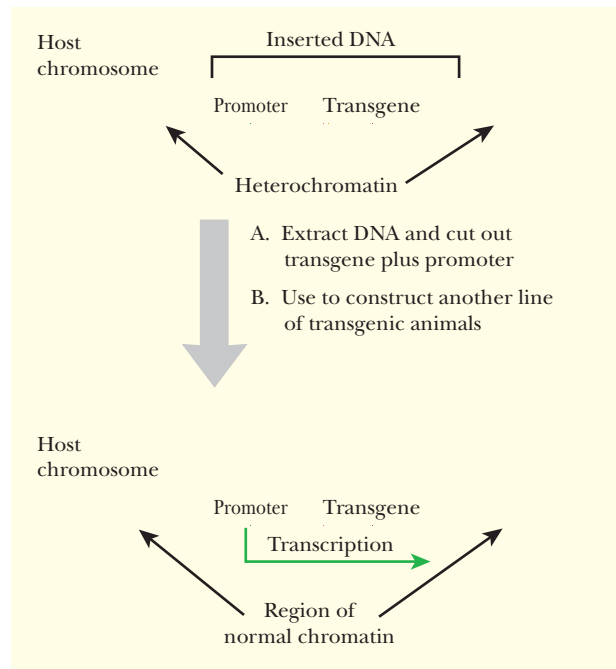 Host
chromosome
Inserted DNA
Promoter Transgene
Heterochromatin
A. Extract DNA and cut out
transgene plus promoter
B. Use to construct another line
of transgenic animals
Host
chromosome
Promoter Transgene
Transcription
Region of
normal chromatin